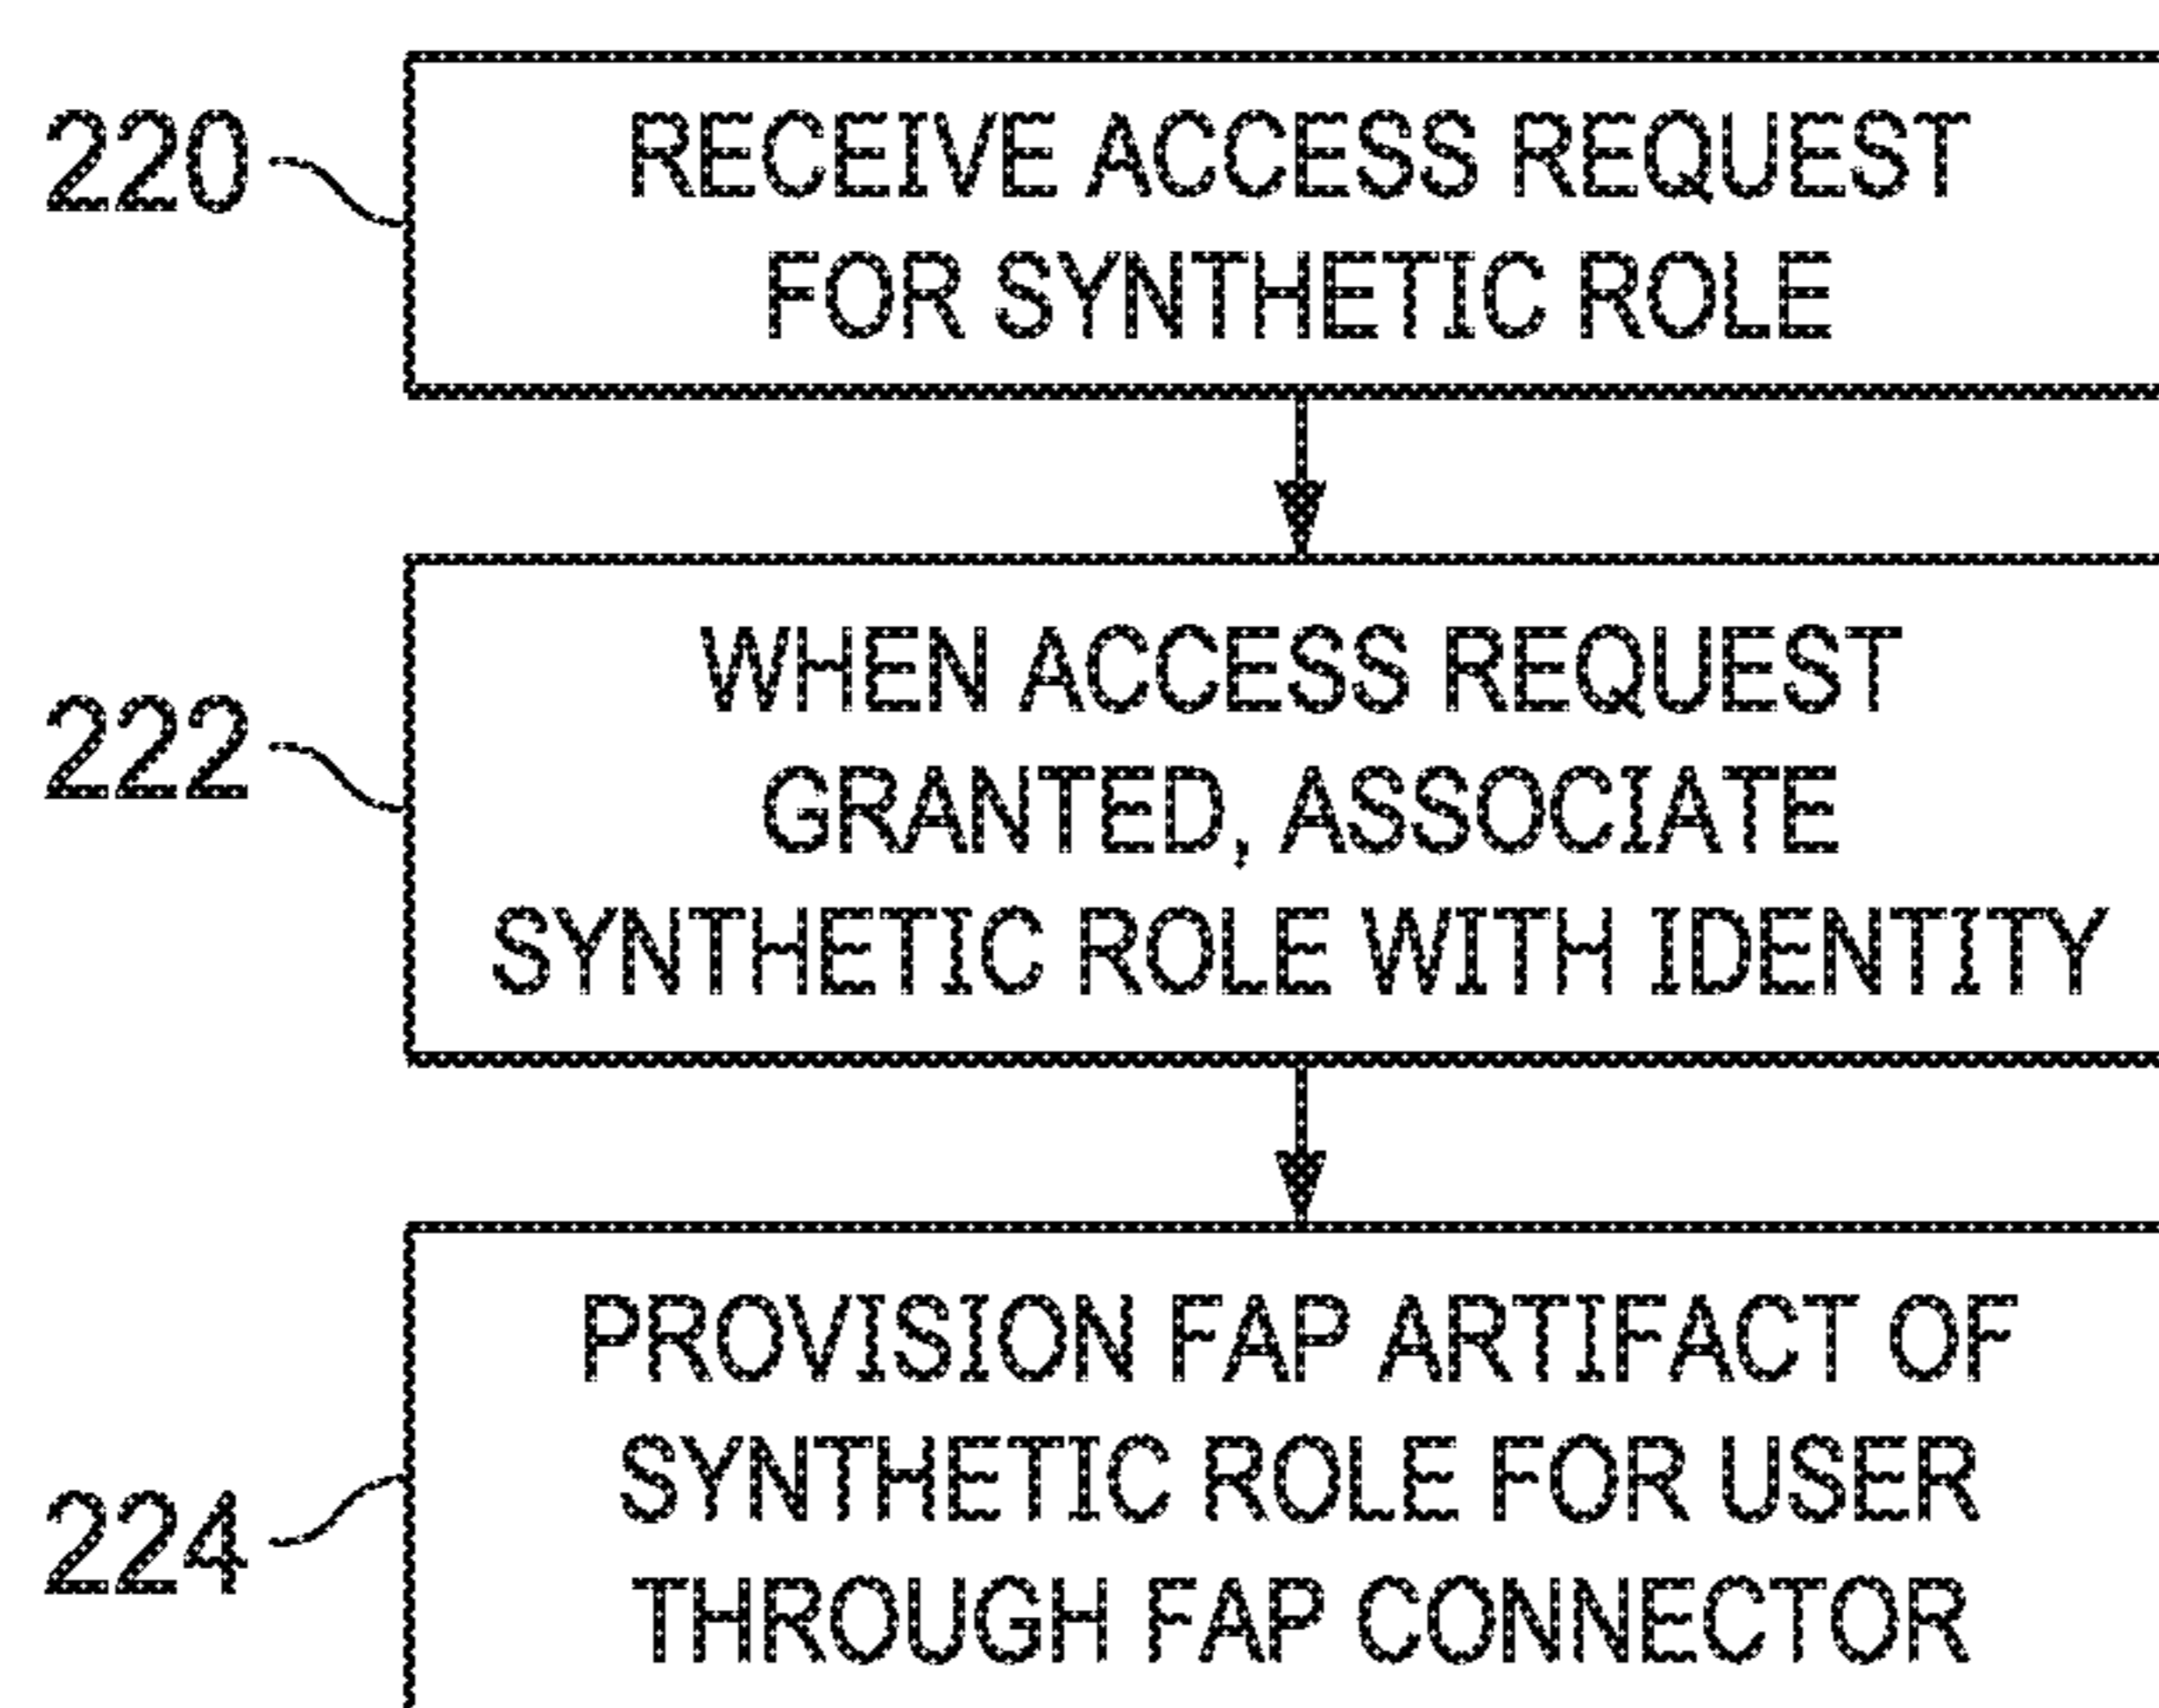 220
RECEIVE ACCESS REQUEST
FOR SYNTHETIC ROLE
222
WHEN ACCESS REQUEST
GRANTED, ASSOCIATE
SYNTHETIC ROLE WITH IDENTITY
224
PROVISION FAP ARTIFACT OF
SYNTHETIC ROLE FOR USER
THROUGH FAP CONNECTOR